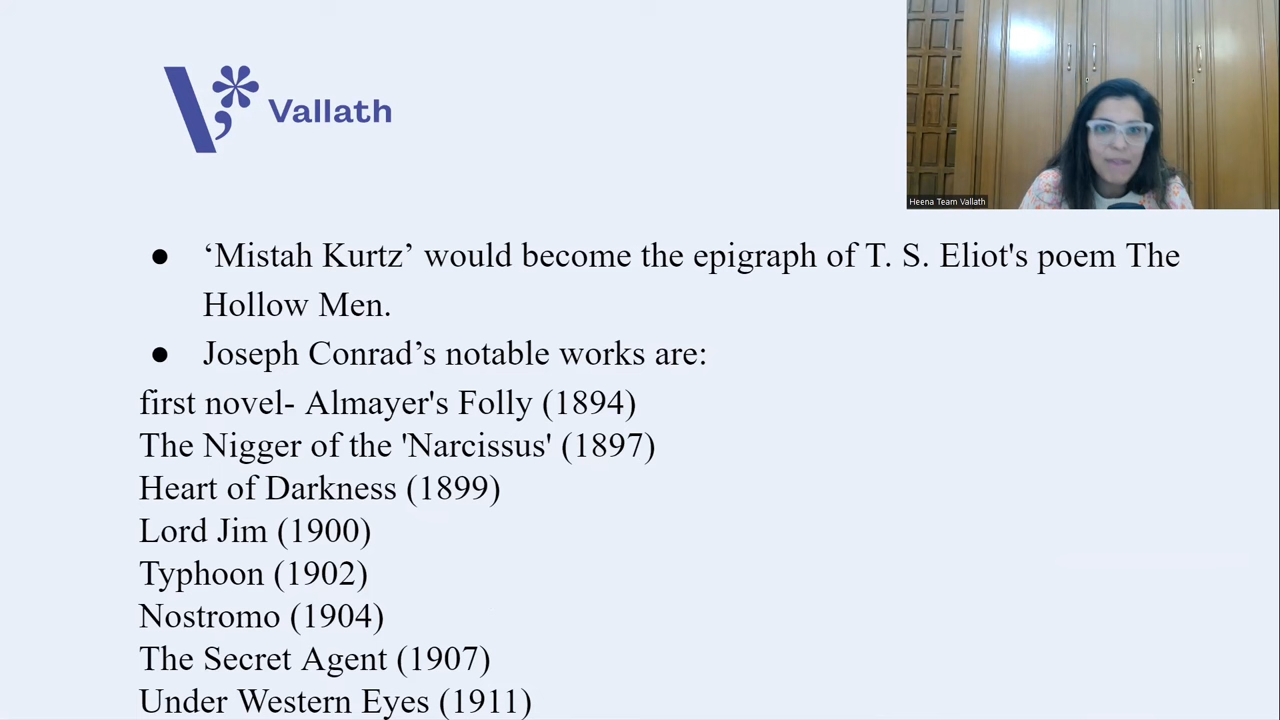 Vallath
Heena Team Vallath
● ‘Mistah Kurtz’ would become the epigraph of T. S. Eliot's poem The
Hollow Men.
● Joseph Conrad’s notable works are:
first novel- Almayer's Folly (1894)
The Nigger of the 'Narcissus' (1897)
Heart of Darkness (1899)
Lord Jim (1900)
Typhoon (1902)
Nostromo (1904)
The Secret Agent (1907)
Under Western Eyes (1911)